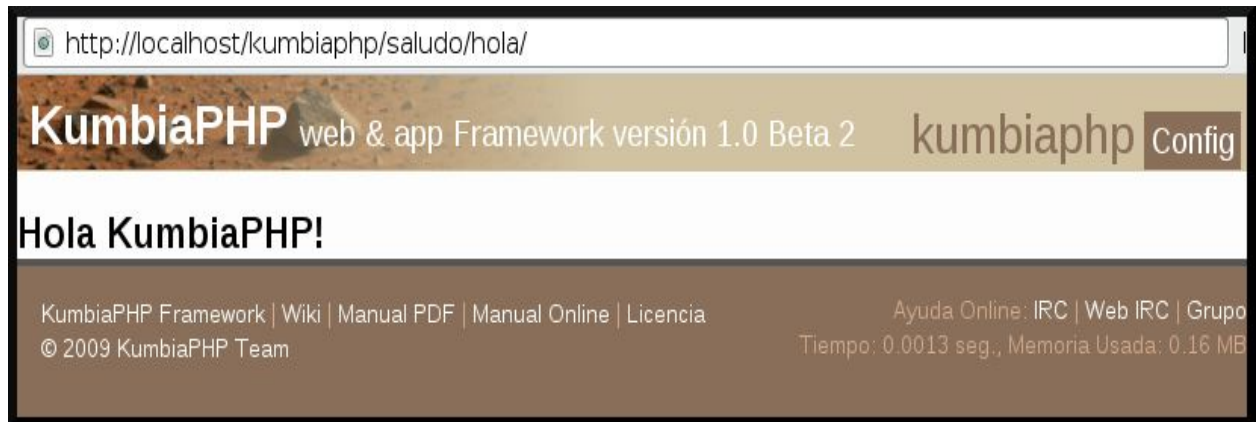 http://localhost/kumbiaphp/saludo/hola/
KumbiaPHP web & app Framework versión 1.0 Beta 2 kumbiaphp Config
Hola KumbiaPHP!
KumbiaPHP Framework | Wiki | Manual PDF | Manual Online | Licencia
© 2009 KumbiaPHP Team
Ayuda Online: IRC | Web IRC | Grupo
Tiempo: 0.0013 seg., Memoria Usada: 0.16 MB